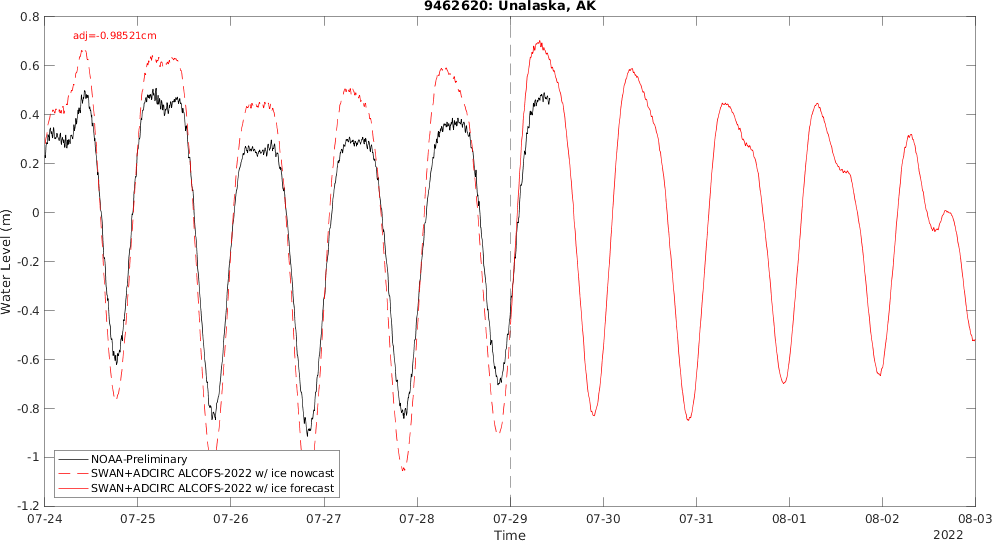 9462620: Unalaska, AK
adj=-0.98521cm
0.8
0.6
0.4
0.2
0
-0.2
-0.4
-0.6
-0.8
-1
-1.2
Water Level (m)
NOAA-Preliminary
SWAN+ADCIRC ALCOFS-2022 w/ ice nowcast
SWAN+ADCIRC ALCOFS-2022 w/ ice forecast
07-24 07-25 07-26 07-27 07-28 07-29 07-30 07-31 08-01 08-02 08-03
Time
2022